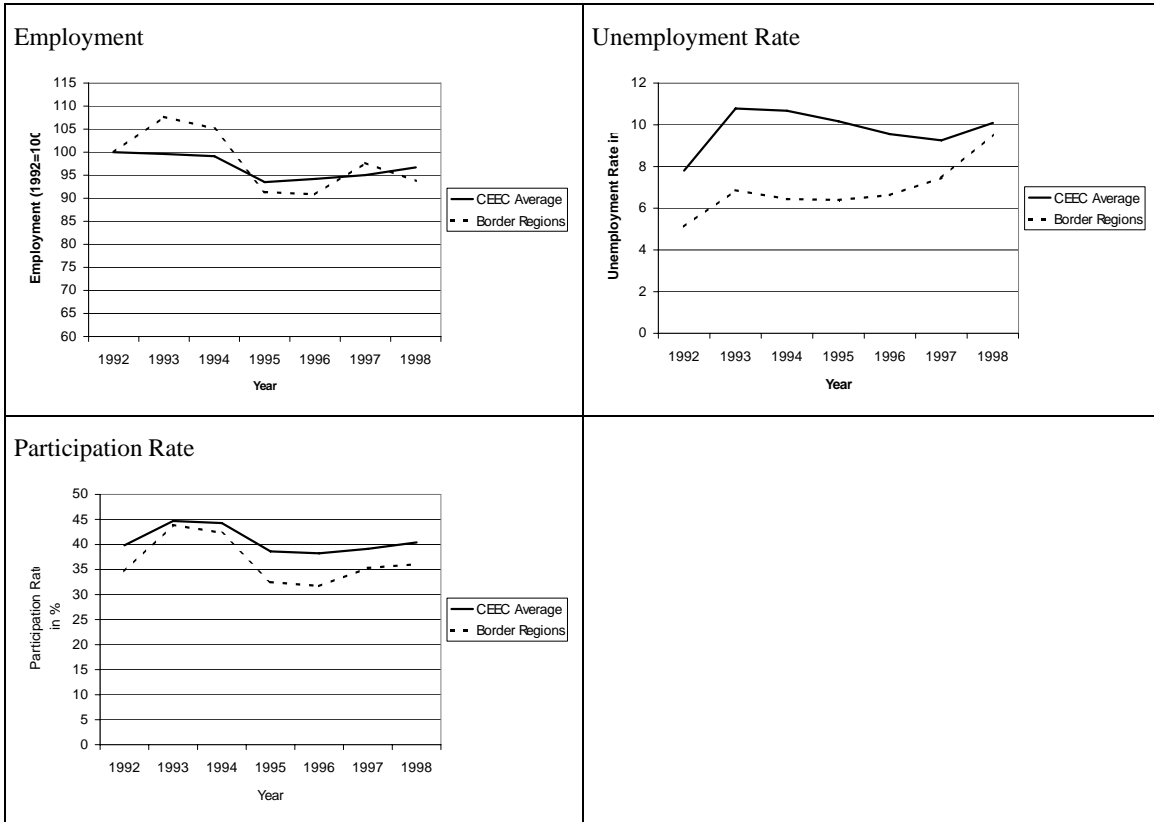 Employment
115
110
105
100
95
90
85
80
75
70
65
60
Employment (1992=100
1992 1993 1994 1995 1996 1997 1998
Year
CEEC Average
Border Regions
Unemployment Rate
12
10
8
6
4
2
0
Unemployment Rate in
1992 1993 1994 1995 1996 1997 1998
Year
CEEC Average
Border Regions
Participation Rate
50
45
40
35
30
25
20
15
10
5
0
Participation Rate
in %
1992 1993 1994 1995 1996 1997 1998
Year
CEEC Average
Border Regions